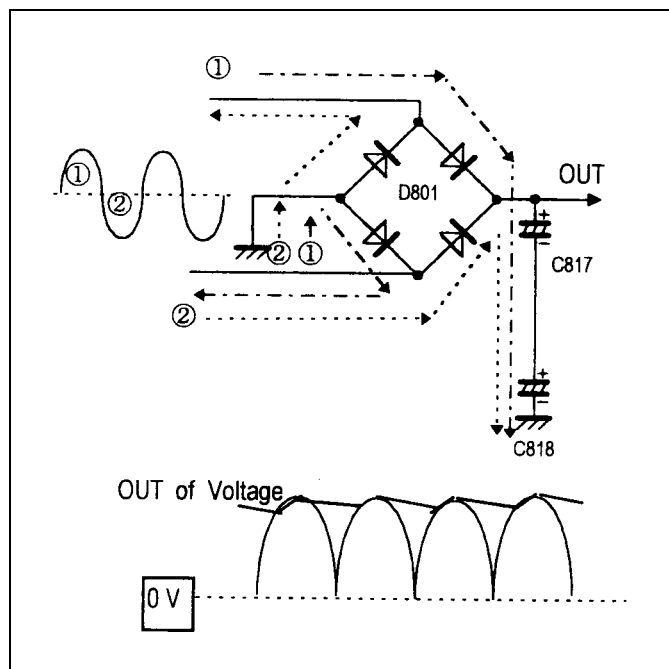 ①
①
②
D801
OUT
+
−
C817
② ①
②
+
−
C818
OUT of Voltage
0 V